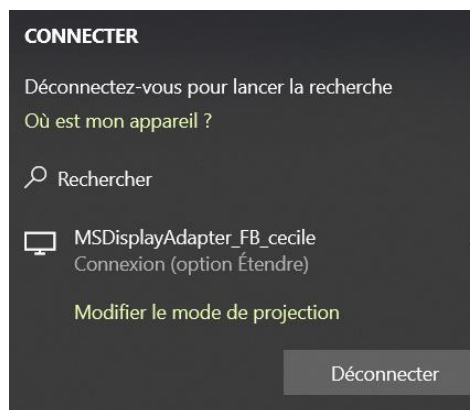 CONNECTER
Déconnectez-vous pour lancer la recherche
Où est mon appareil ?
Rechercher
MSDisplayAdapter_FB_cecile
Connexion (option Étendre)
Modifier le mode de projection
Déconnecter